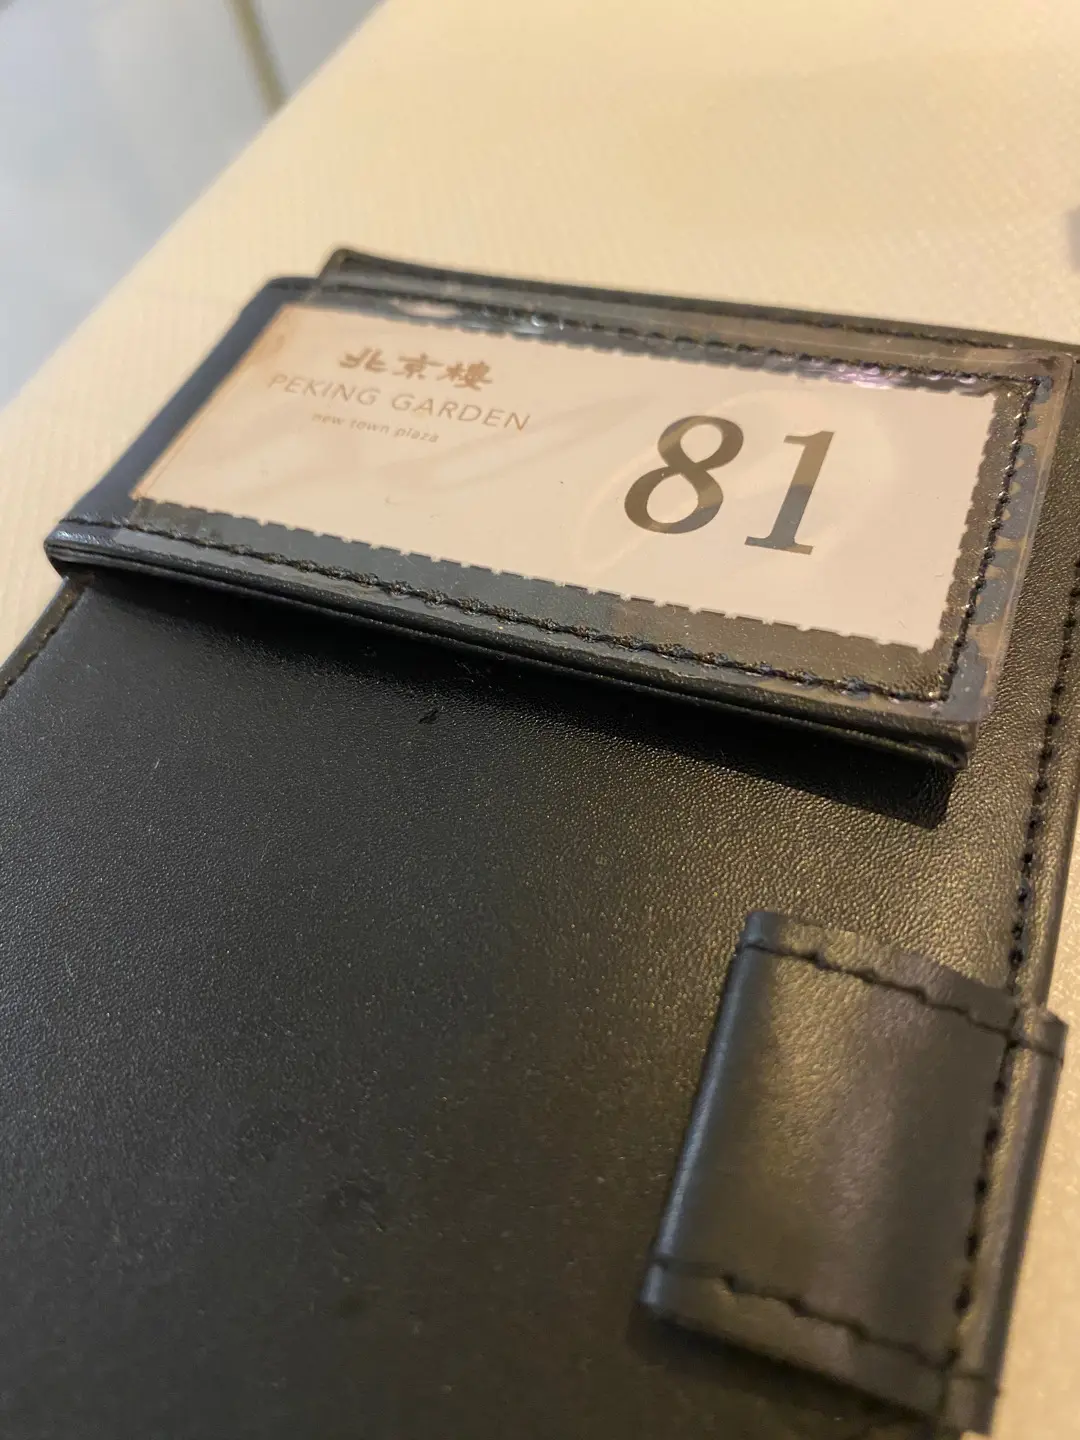 北京樓
PEKING GARDEN
new town plaza
81